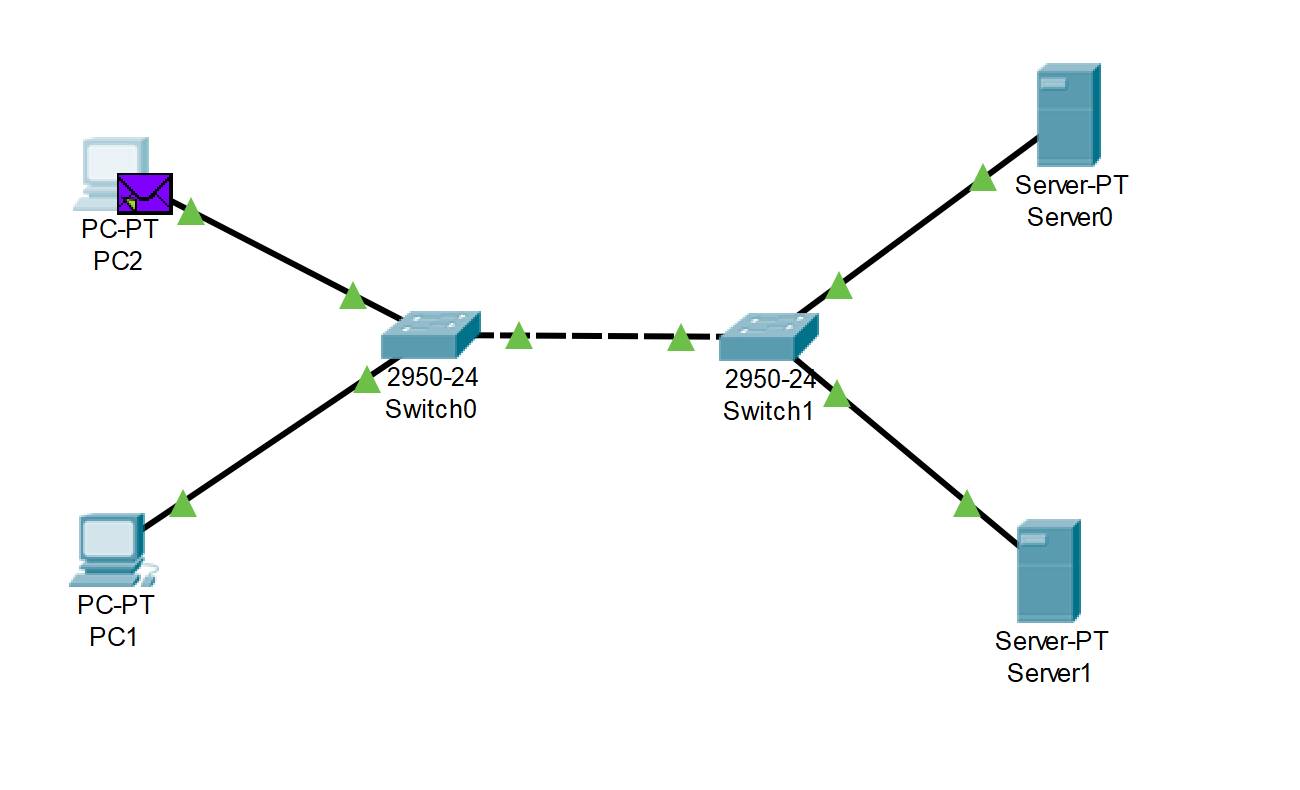 PC-PT
PC2
Server-PT
Server0
2950-24
Switch0
2950-24
Switch1
PC-PT
PC1
Server-PT
Server1